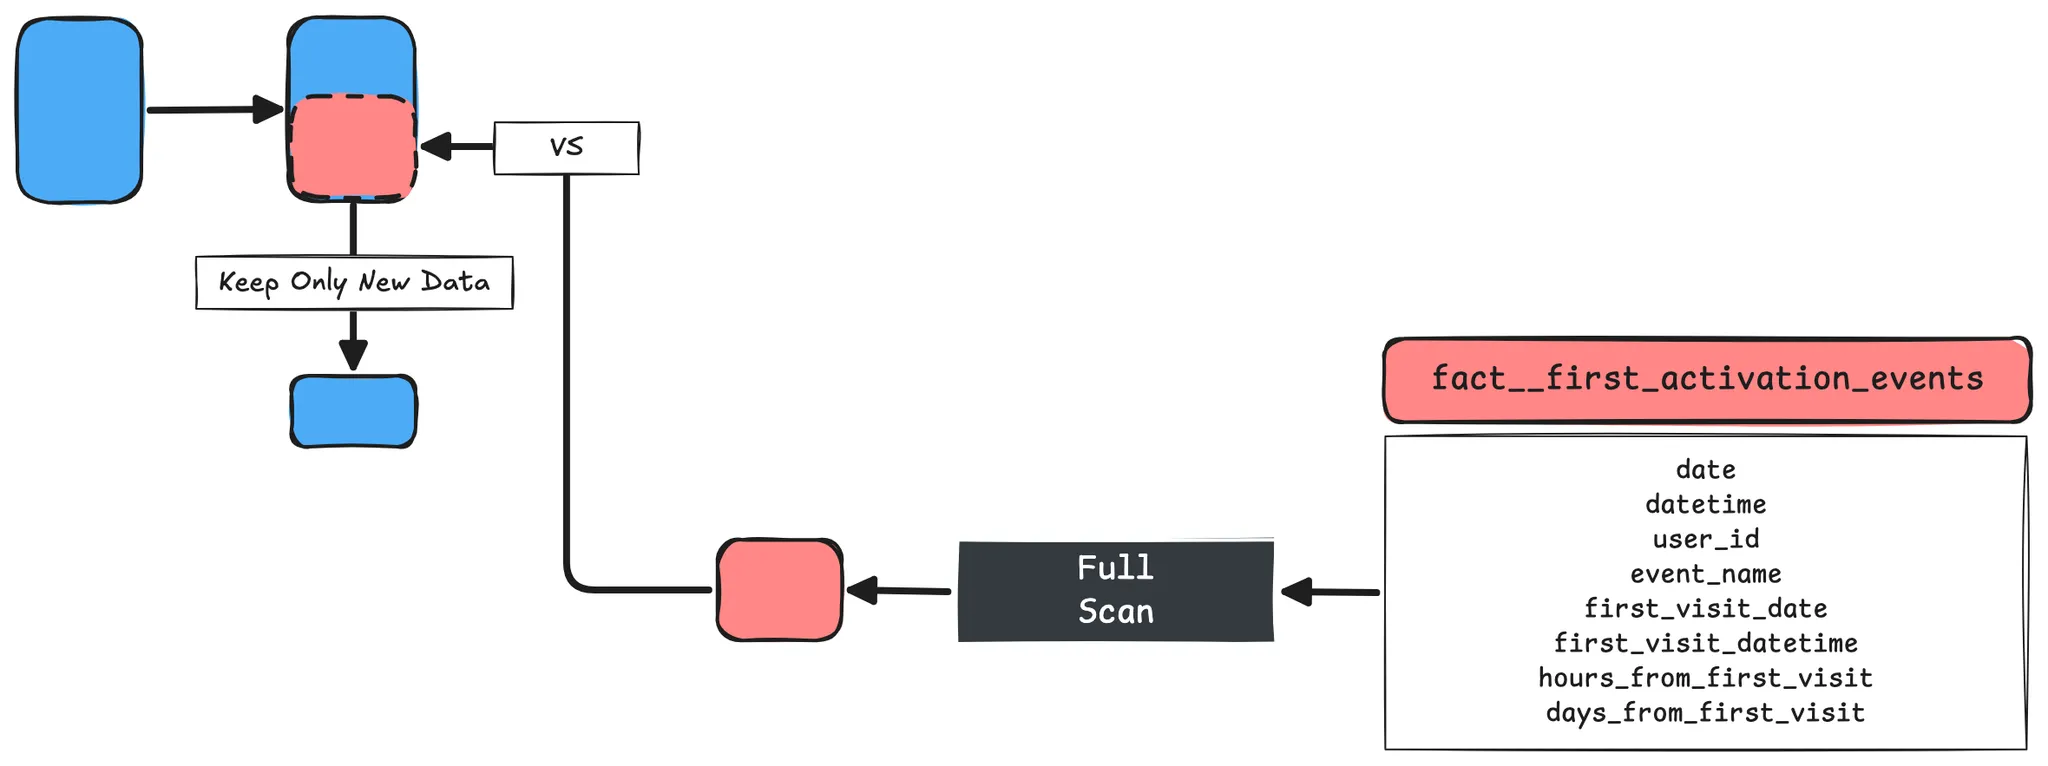 VS
Keep Only New Data
fact__first_activation_events
date
datetime
user_id
event_name
first_visit_date
first_visit_datetime
hours_from_first_visit
days_from_first_visit
Full
Scan